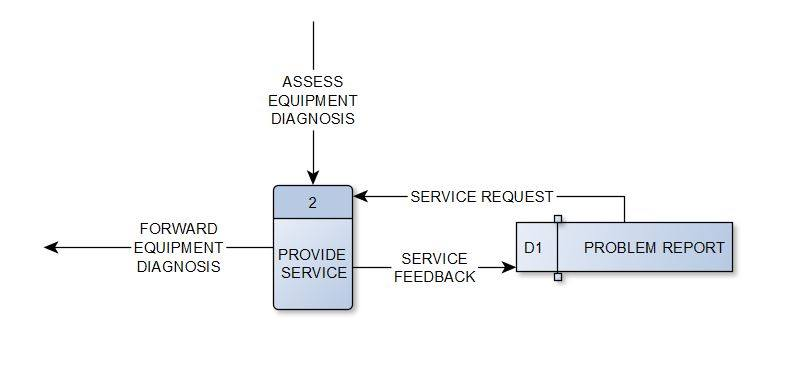 ASSESS
EQUIPMENT
DIAGNOSIS
2
SERVICE REQUEST
FORWARD
EQUIPMENT
DIAGNOSIS
PROVIDE
SERVICE
SERVICE
FEEDBACK
D1
PROBLEM REPORT